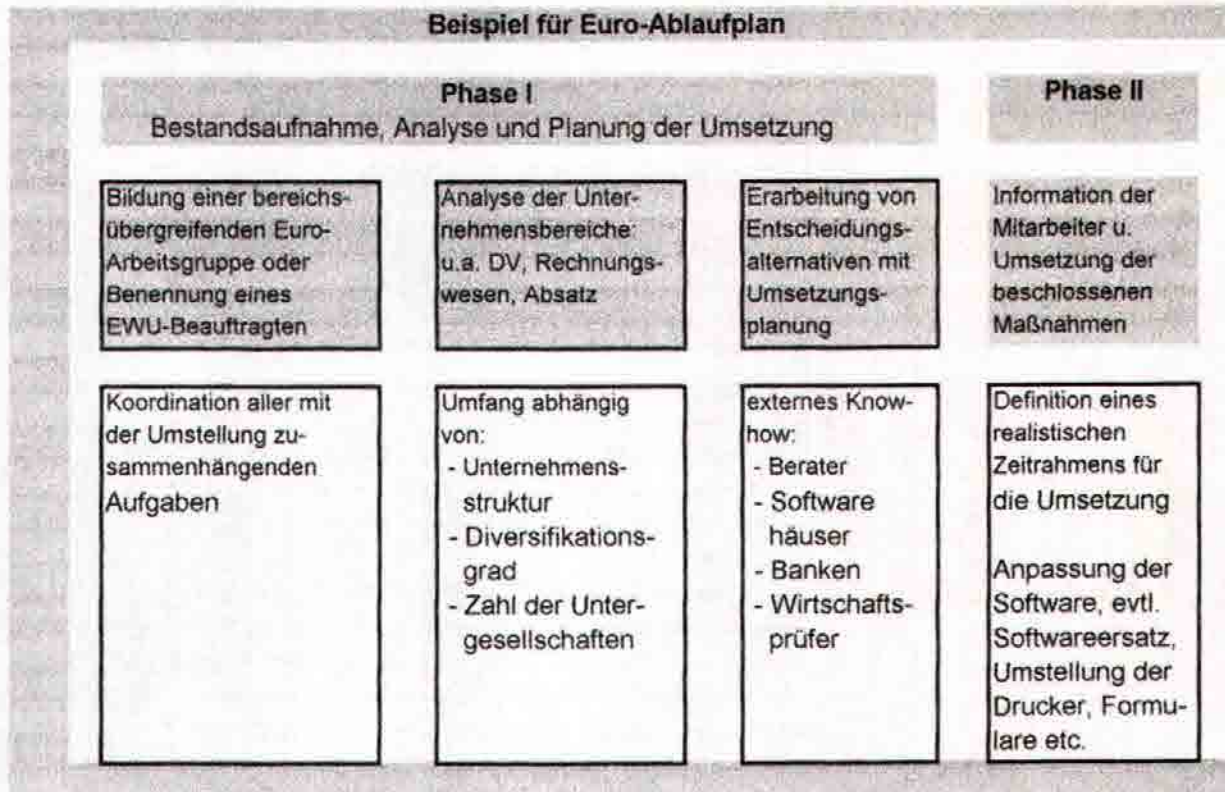 Beispiel für Euro-Ablaufplan
Phase I
Bestandsaufnahme, Analyse und Planung der Umsetzung
Phase II
Bildung einer bereichs-
übergreifenden Euro-
Arbeitsgruppe oder
Benennung eines
EWU-Beauftragten
Analyse der Unter-
nehmensbereiche:
u.a. DV, Rechnungs-
wesen, Absatz
Erarbeitung von
Entscheidungs-
alternativen mit
Umsetzungs-
planung
Information der
Mitarbeiter u.
Umsetzung der
beschlossenen
Maßnahmen
Koordination aller mit
der Umstellung zu-
sammenhängenden
Aufgaben
Umfang abhängig
von:
- Unternehmens-
struktur
- Diversifikations-
grad
- Zahl der Unter-
gesellschaften
externes Know-
how:
- Berater
- Software
häuser
- Banken
- Wirtschafts-
prüfer
Definition eines
realistischen
Zeitrahmens für
die Umsetzung
Anpassung der
Software, evtl.
Softwareersatz,
Umstellung der
Drucker, Formu-
lare etc.